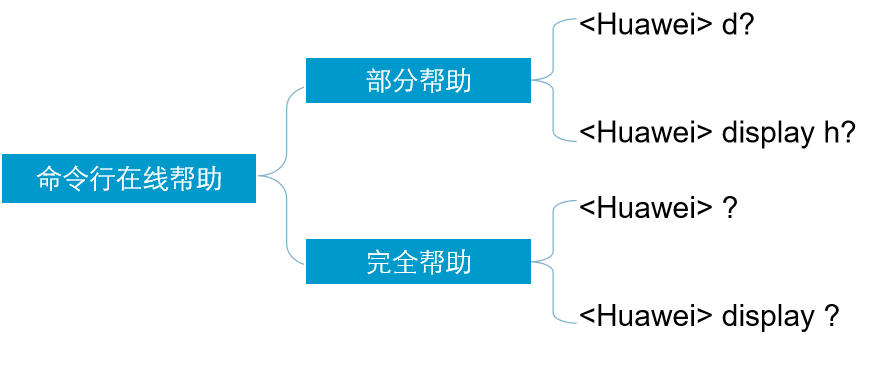 命令行在线帮助
部分帮助
<Huawei> d?
<Huawei> display h?
完全帮助
<Huawei> ?
<Huawei> display ?